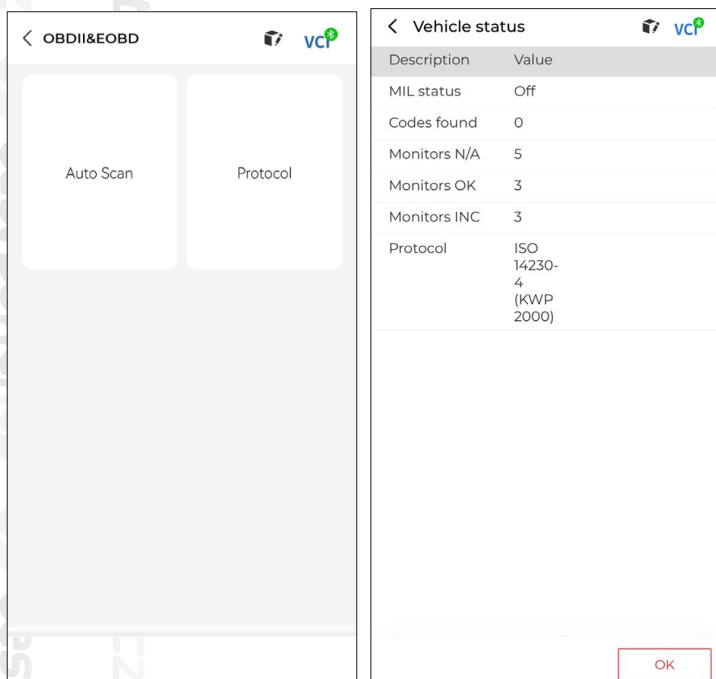 OBDII&EOBD
VCI
Auto Scan
Protocol
Vehicle status
VCI
Description Value
MIL status Off
Codes found 0
Monitors N/A 5
Monitors OK 3
Monitors INC 3
Protocol ISO
14230-
4
(KWP
2000)
OK
CZ